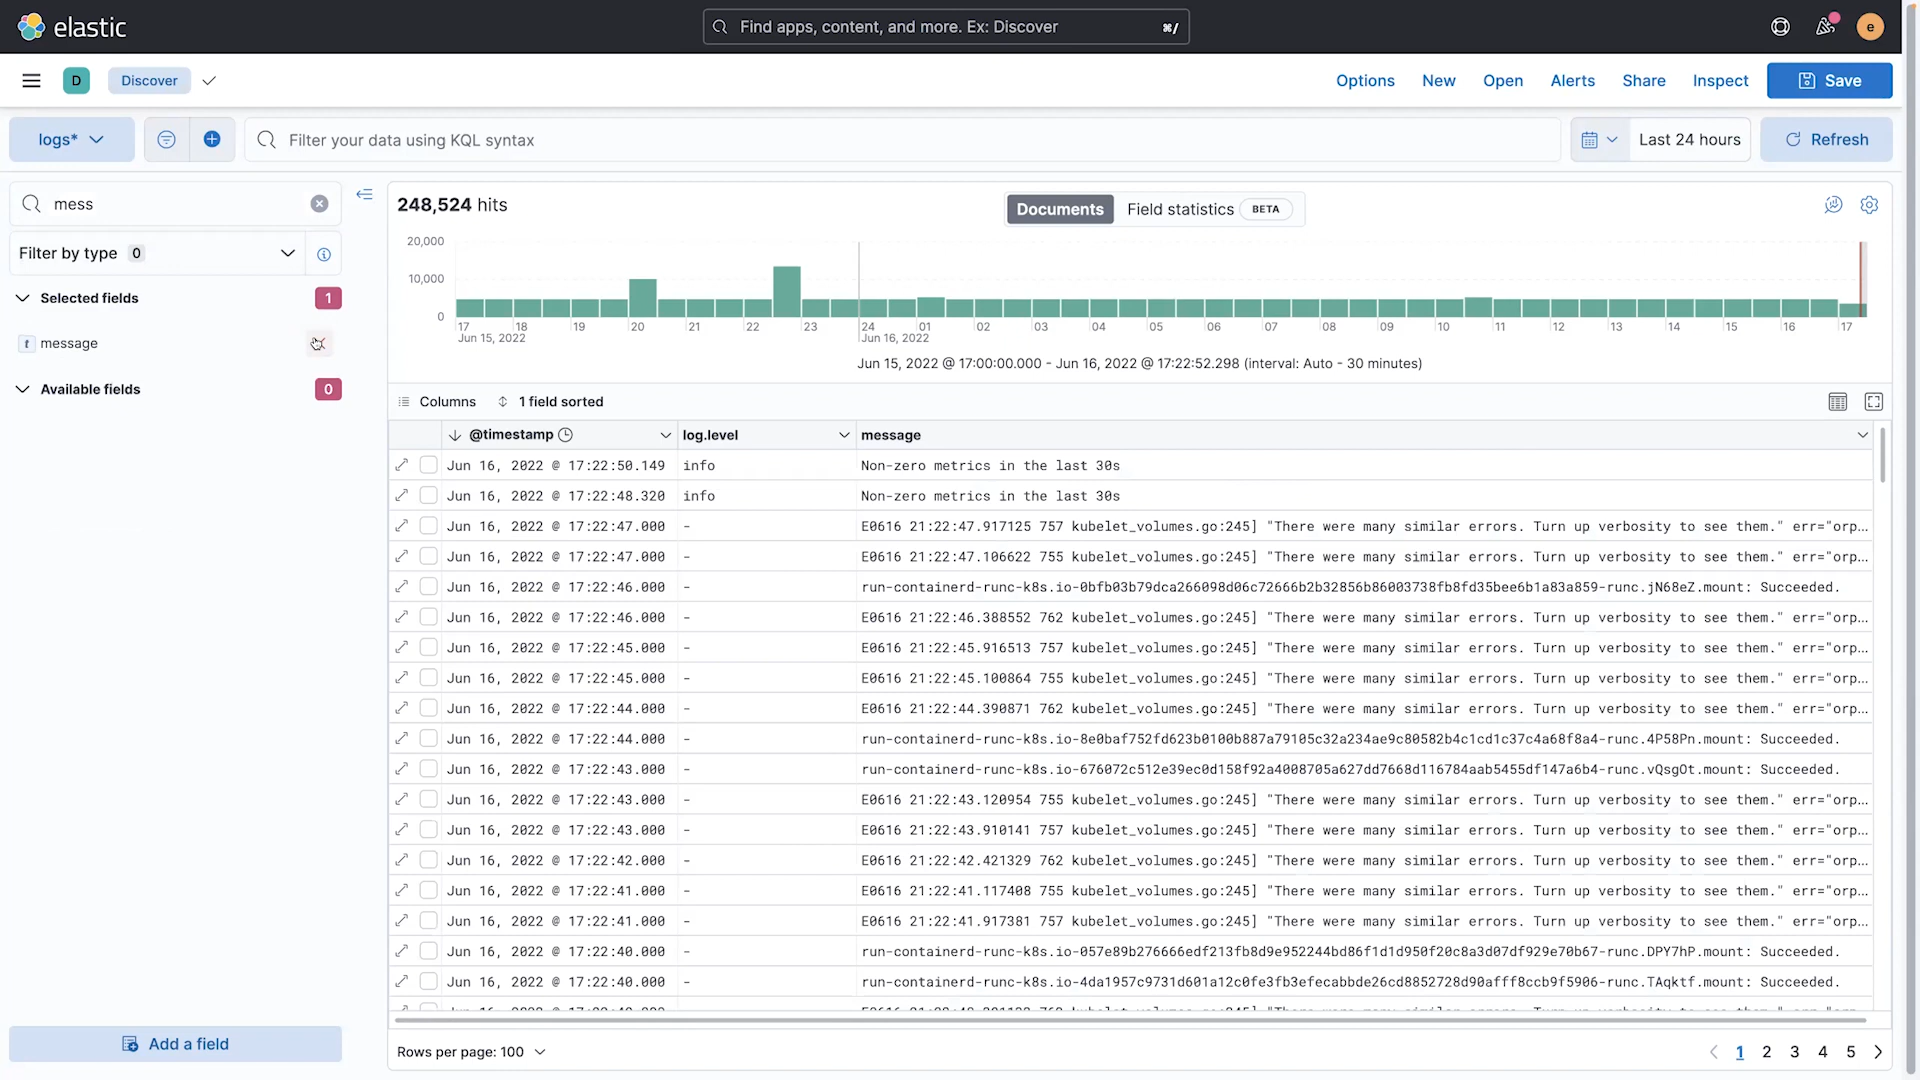 elastic
Find apps, content, and more. Ex: Discover ⌘/
e
D Discover
Options New Open Alerts Share Inspect Save
logs* Filter your data using KQL syntax Last 24 hours Refresh
mess
Filter by type 0
Selected fields 1
t message
Available fields 0
Add a field
248,524 hits
Documents Field statistics BETA
20,000
10,000
0
17 18 19 20 21 22 23 24 01 02 03 04 05 06 07 08 09 10 11 12 13 14 15 16 17
Jun 15, 2022 Jun 16, 2022
Jun 15, 2022 @ 17:00:00.000 - Jun 16, 2022 @ 17:22:52.298 (interval: Auto - 30 minutes)
Columns 1 field sorted
@timestamp log.level message
Jun 16, 2022 @ 17:22:50.149 info Non-zero metrics in the last 30s
Jun 16, 2022 @ 17:22:48.320 info Non-zero metrics in the last 30s
Jun 16, 2022 @ 17:22:47.000 - E0616 21:22:47.917125 757 kubelet_volumes.go:245] "There were many similar errors. Turn up verbosity to see them." err="orp...
Jun 16, 2022 @ 17:22:47.000 - E0616 21:22:47.106622 755 kubelet_volumes.go:245] "There were many similar errors. Turn up verbosity to see them." err="orp...
Jun 16, 2022 @ 17:22:46.000 - run-containerd-runc-k8s.io-0bfb03b79dca266098d06c72666b2b32856b86003738fb8fd35bee6b1a83a859-runc.jN68eZ.mount: Succeeded.
Jun 16, 2022 @ 17:22:46.000 - E0616 21:22:46.388552 762 kubelet_volumes.go:245] "There were many similar errors. Turn up verbosity to see them." err="orp...
Jun 16, 2022 @ 17:22:45.000 - E0616 21:22:45.916513 757 kubelet_volumes.go:245] "There were many similar errors. Turn up verbosity to see them." err="orp...
Jun 16, 2022 @ 17:22:45.000 - E0616 21:22:45.100864 755 kubelet_volumes.go:245] "There were many similar errors. Turn up verbosity to see them." err="orp...
Jun 16, 2022 @ 17:22:44.000 - E0616 21:22:44.390871 762 kubelet_volumes.go:245] "There were many similar errors. Turn up verbosity to see them." err="orp...
Jun 16, 2022 @ 17:22:44.000 - run-containerd-runc-k8s.io-8e0baf752fd623b0100b887a79105c32a234ae9c80582b4c1cd1c37c4a68f8a4-runc.4P58Pn.mount: Succeeded.
Jun 16, 2022 @ 17:22:43.000 - run-containerd-runc-k8s.io-676072c512e39ec0d158f92a4008705a627dd7668d116784aab5455df147a6b4-runc.vQsgOt.mount: Succeeded.
Jun 16, 2022 @ 17:22:43.000 - E0616 21:22:43.120954 755 kubelet_volumes.go:245] "There were many similar errors. Turn up verbosity to see them." err="orp...
Jun 16, 2022 @ 17:22:43.000 - E0616 21:22:43.910141 757 kubelet_volumes.go:245] "There were many similar errors. Turn up verbosity to see them." err="orp...
Jun 16, 2022 @ 17:22:42.000 - E0616 21:22:42.421329 762 kubelet_volumes.go:245] "There were many similar errors. Turn up verbosity to see them." err="orp...
Jun 16, 2022 @ 17:22:41.000 - E0616 21:22:41.117408 755 kubelet_volumes.go:245] "There were many similar errors. Turn up verbosity to see them." err="orp...
Jun 16, 2022 @ 17:22:41.000 - E0616 21:22:41.917381 757 kubelet_volumes.go:245] "There were many similar errors. Turn up verbosity to see them." err="orp...
Jun 16, 2022 @ 17:22:40.000 - run-containerd-runc-k8s.io-057e89b276666edf213fb8d9e952244bd86f1d1d950f20c8a3d07df929e70b67-runc.DPY7hP.mount: Succeeded.
Jun 16, 2022 @ 17:22:40.000 - run-containerd-runc-k8s.io-4da1957c9731d601a12c0fe3fb3efecabbde26cd8852728d90afff8ccb9f5906-runc.TAqktf.mount: Succeeded.
Rows per page: 100 1 2 3 4 5